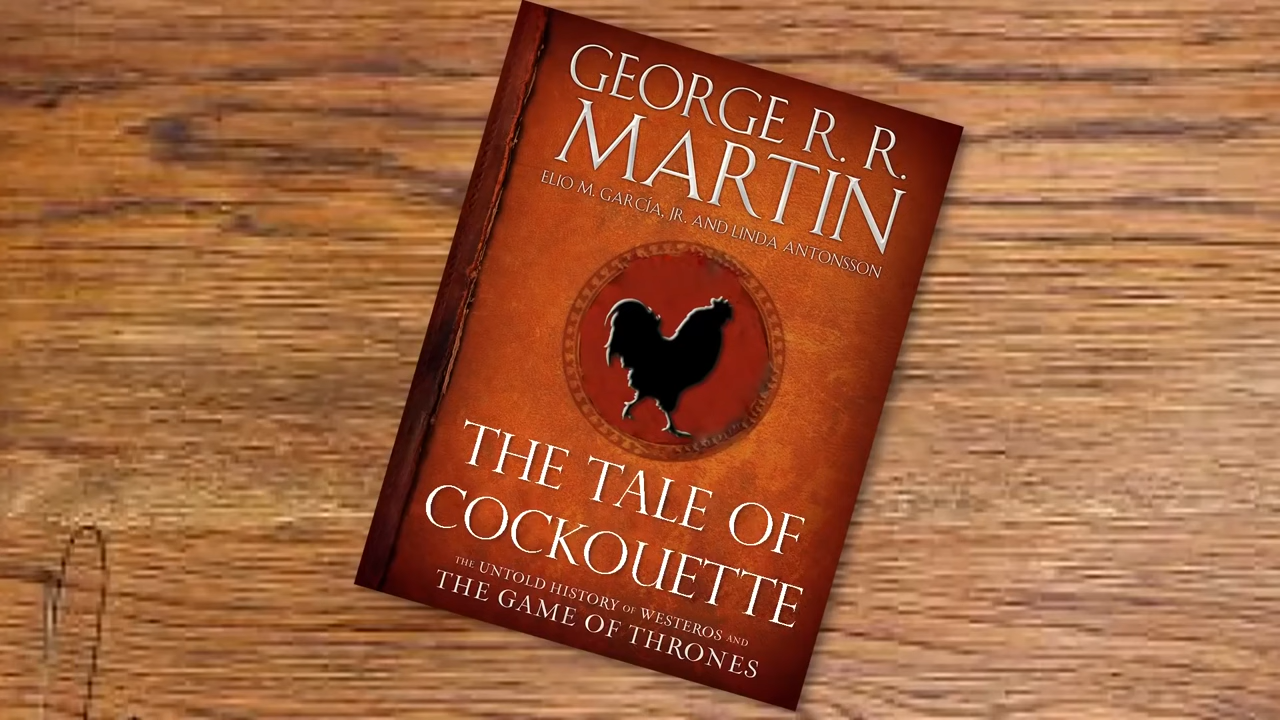 GEORGE R. R.
MARTIN
ELIO M. GARCÍA, JR. AND LINDA ANTONSSON
THE TALE OF
COCKOUETTE
THE UNTOLD HISTORY OF WESTEROS AND
THE GAME OF THRONES